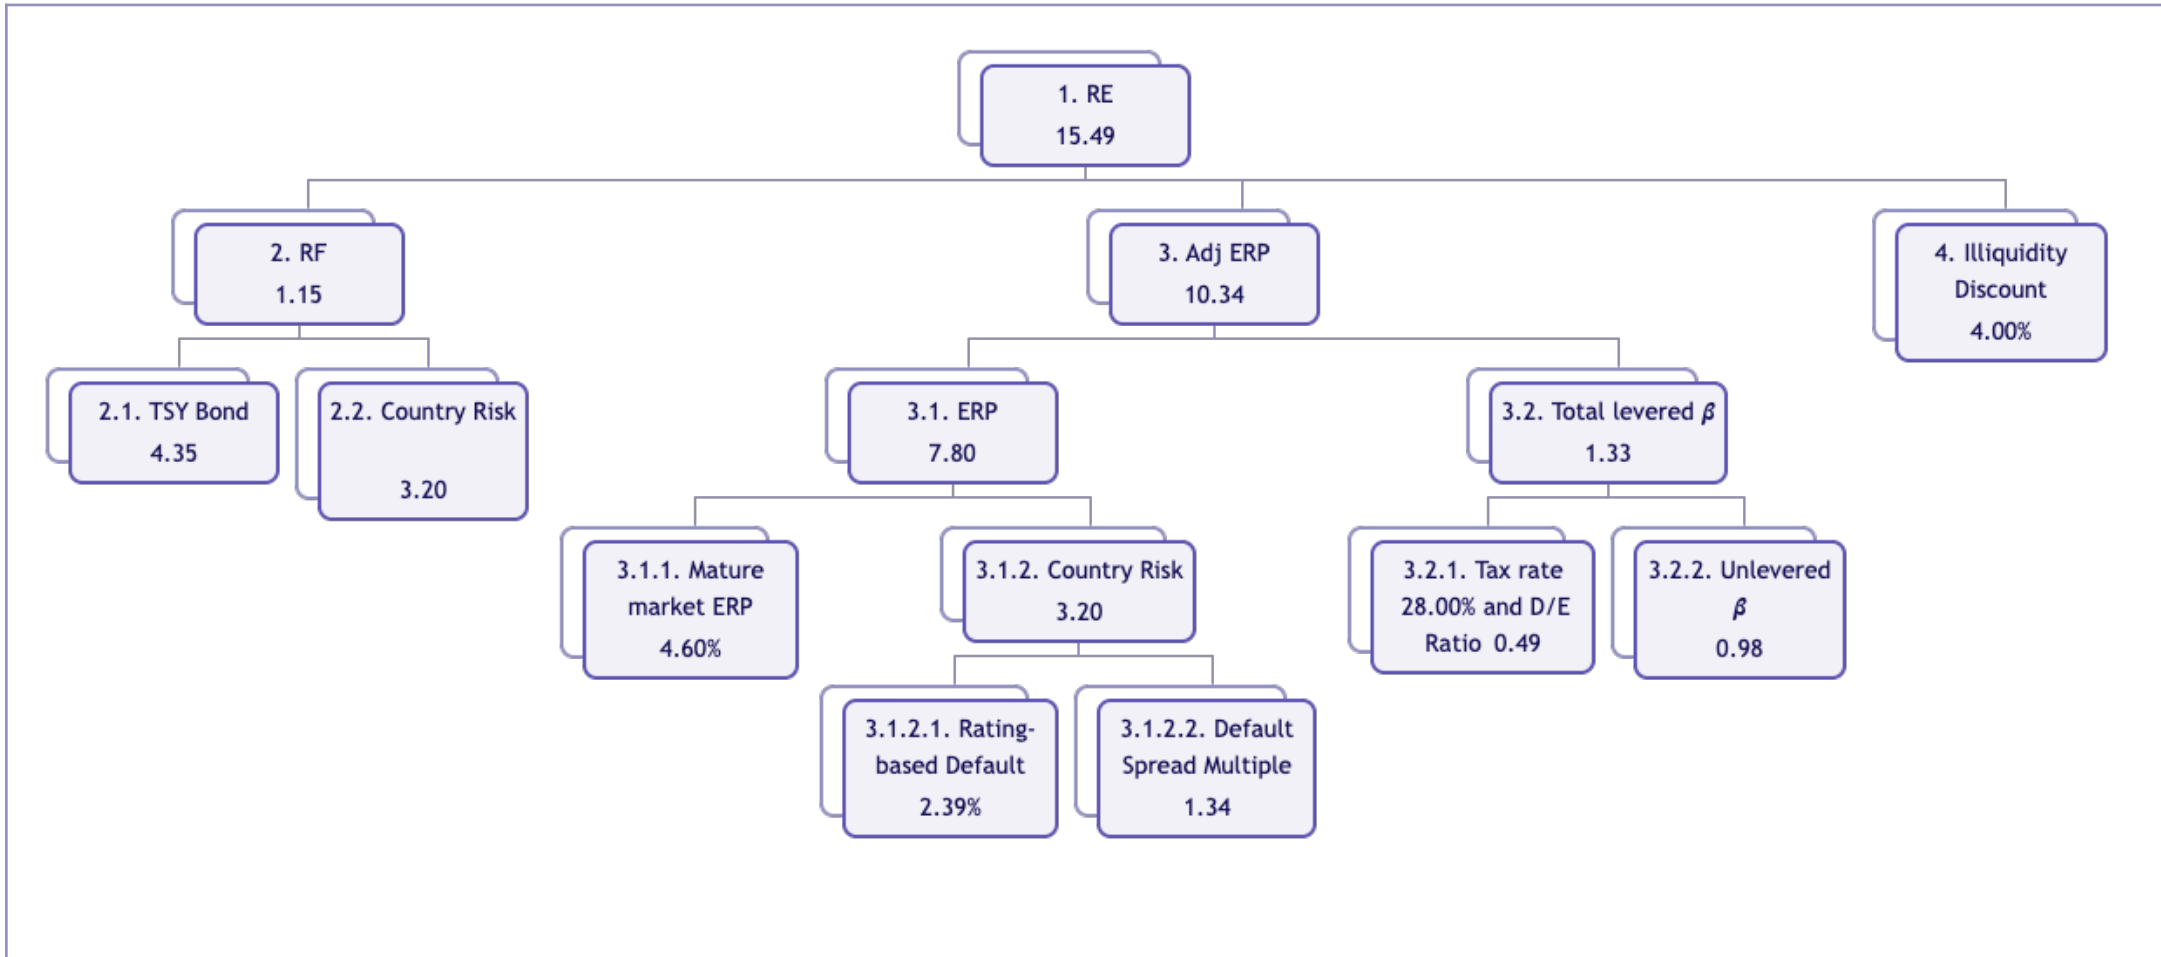 1. RE
15.49
2. RF
1.15
3. Adj ERP
10.34
4. Illiquidity
Discount
4.00%
2.1. TSY Bond
4.35
2.2. Country Risk
3.20
3.1. ERP
7.80
3.2. Total levered β
1.33
3.1.1. Mature
market ERP
4.60%
3.1.2. Country Risk
3.20
3.2.1. Tax rate
28.00% and D/E
Ratio 0.49
3.2.2. Unlevered
β
0.98
3.1.2.1. Rating-
based Default
2.39%
3.1.2.2. Default
Spread Multiple
1.34